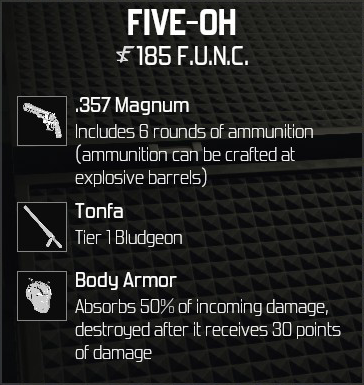 FIVE-OH
185 F.U.N.C.
.357 Magnum
Includes 6 rounds of ammunition
(ammunition can be crafted at
explosive barrels)
Tonfa
Tier 1 Bludgeon
Body Armor
Absorbs 50% of incoming damage,
destroyed after it receives 30 points
of damage